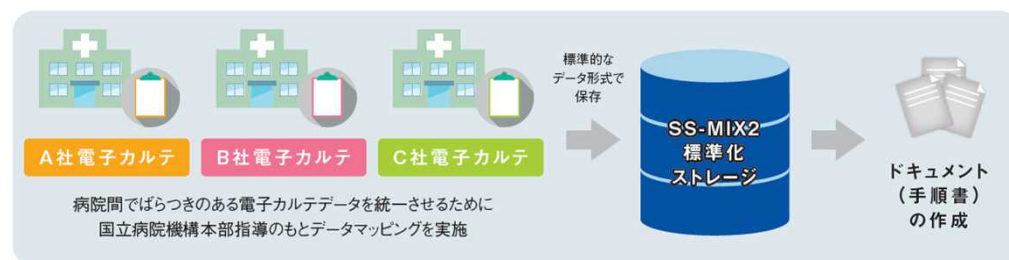 A社電子カルテ
B社電子カルテ
C社電子カルテ
病院間でばらつきのある電子カルテデータを統一させるために
国立病院機構本部指導のもとデータマッピングを実施
標準的な
データ形式で
保存
SS-MIX2
標準化
ストレージ
ドキュメント
(手順書)
の作成